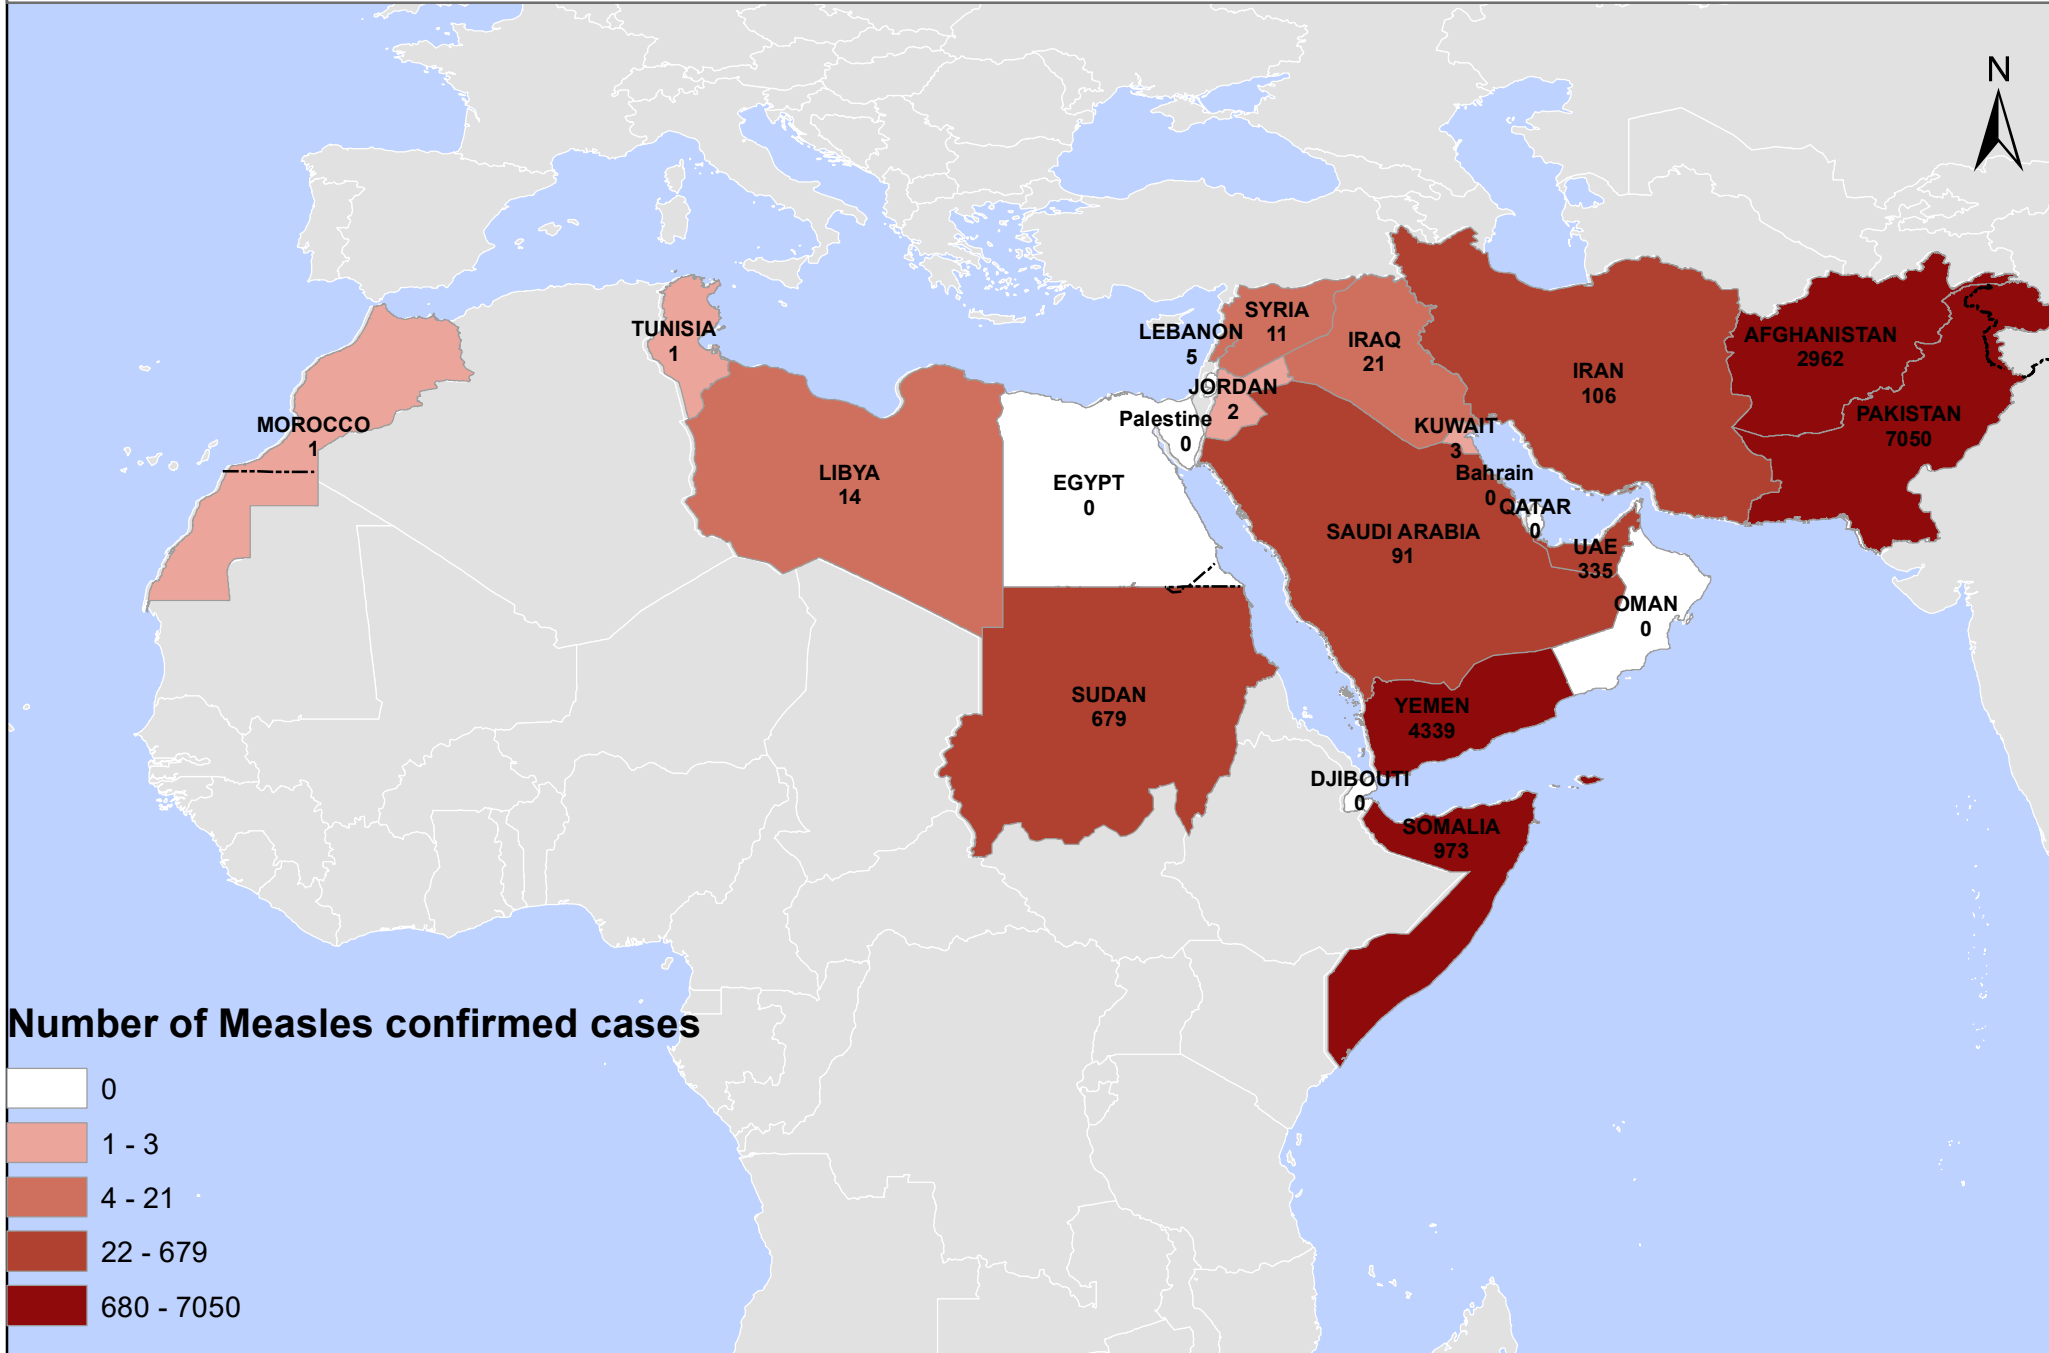 N
TUNISIA
1
MOROCCO
1
LIBYA
14
EGYPT
0
SUDAN
679
LEBANON
5
SYRIA
11
IRAQ
21
JORDAN
2
Palestine
0
KUWAIT
3
Bahrain
0
QATAR
0
SAUDI ARABIA
91
UAE
335
OMAN
0
IRAN
106
AFGHANISTAN
2962
PAKISTAN
7050
YEMEN
4339
DJIBOUTI
0
SOMALIA
973
Number of Measles confirmed cases
0
1 - 3
4 - 21
22 - 679
680 - 7050